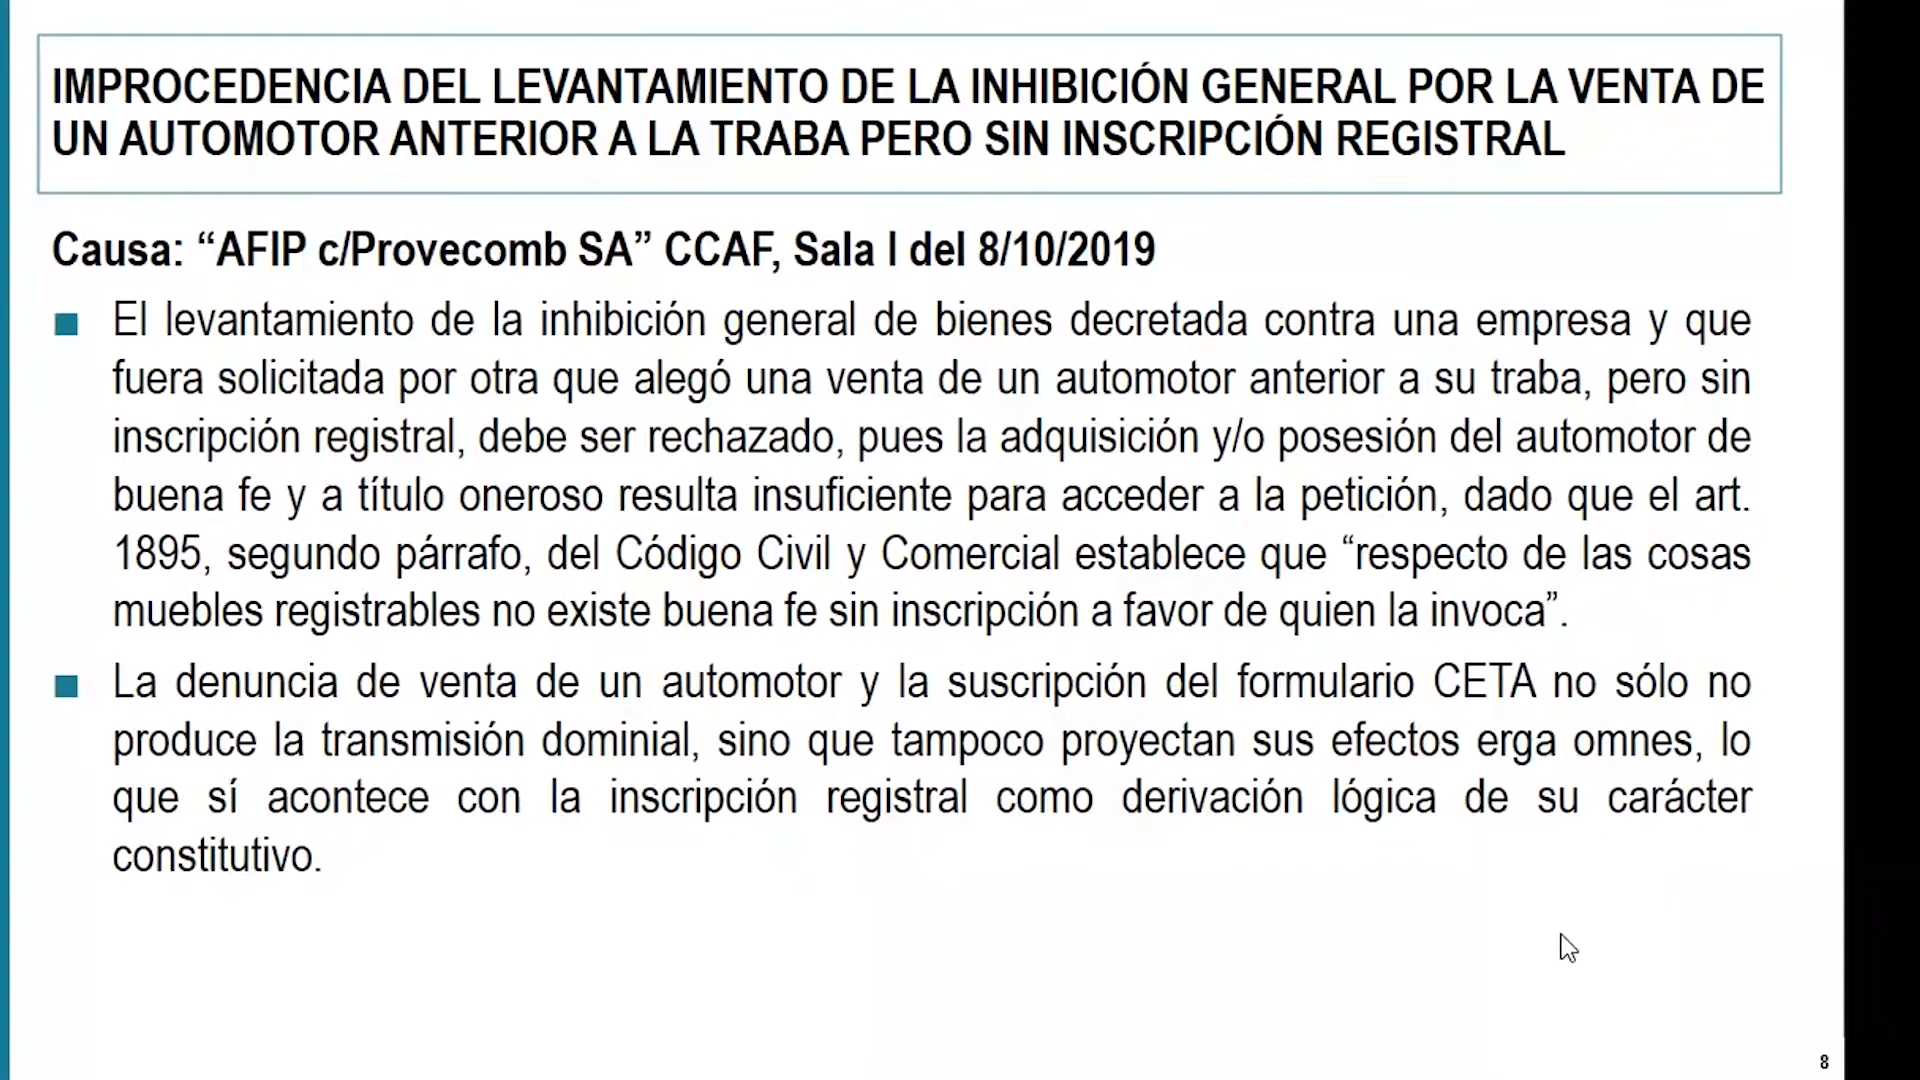 IMPROCEDENCIA DEL LEVANTAMIENTO DE LA INHIBICIÓN GENERAL POR LA VENTA DE
UN AUTOMOTOR ANTERIOR A LA TRABA PERO SIN INSCRIPCIÓN REGISTRAL
Causa: “AFIP c/Provecomb SA” CCAF, Sala I del 8/10/2019
El levantamiento de la inhibición general de bienes decretada contra una empresa y que
fuera solicitada por otra que alegó una venta de un automotor anterior a su traba, pero sin
inscripción registral, debe ser rechazado, pues la adquisición y/o posesión del automotor de
buena fe y a título oneroso resulta insuficiente para acceder a la petición, dado que el art.
1895, segundo párrafo, del Código Civil y Comercial establece que “respecto de las cosas
muebles registrables no existe buena fe sin inscripción a favor de quien la invoca”.
La denuncia de venta de un automotor y la suscripción del formulario CETA no sólo no
produce la transmisión dominial, sino que tampoco proyectan sus efectos erga omnes, lo
que sí acontece con la inscripción registral como derivación lógica de su carácter
constitutivo.
8